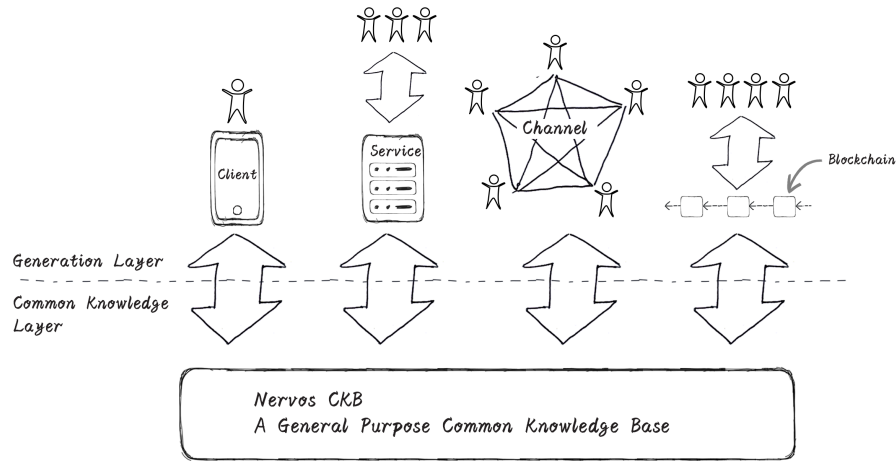 Client
Service
Channel
Blockchain
Generation Layer
Common Knowledge
Layer
Nervos CKB
A General Purpose Common Knowledge Base